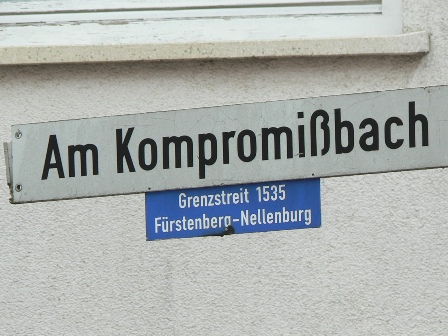 Am Kompromißbach
Grenzstreit 1535
Fürstenberg-Nellenburg